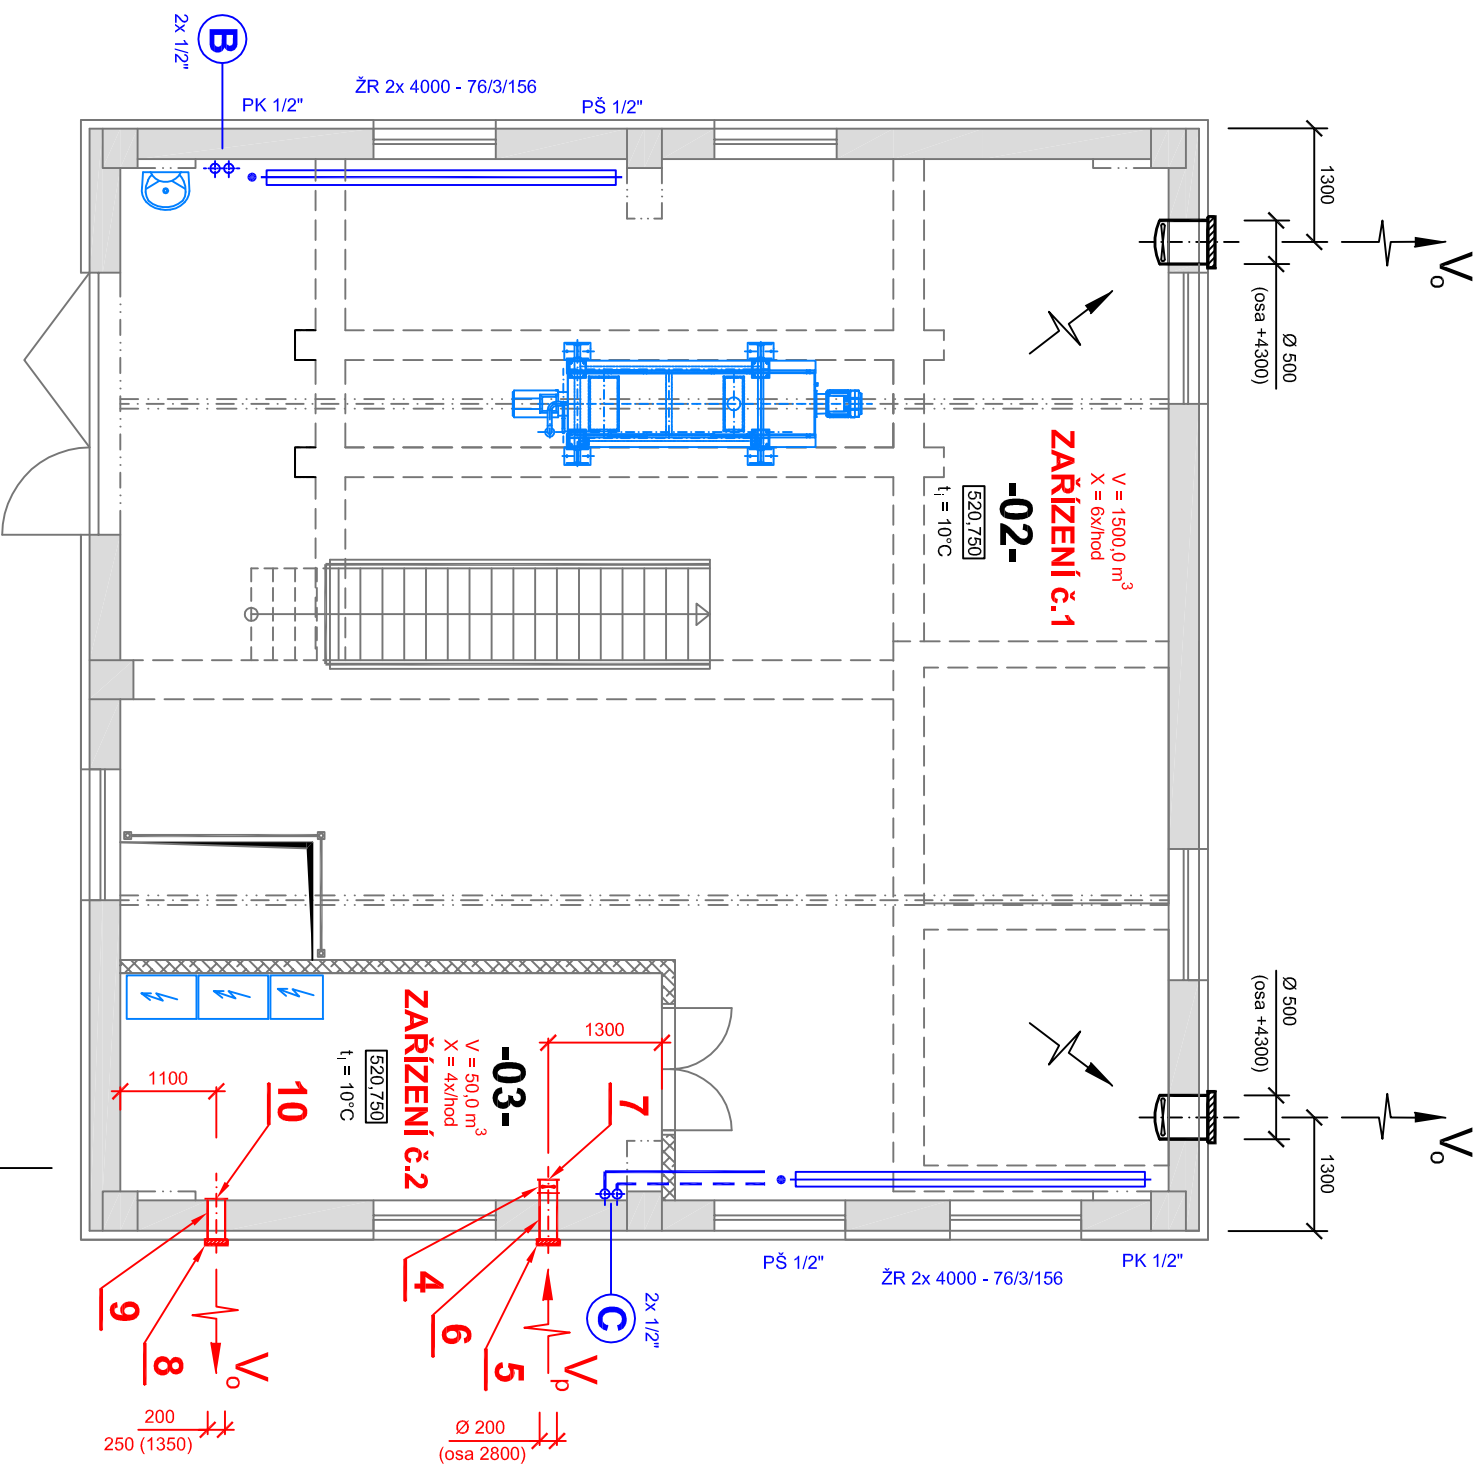 B
2x 1/2"
PK 1/2"
ŽR 2x 4000 - 76/3/156
PŠ 1/2"
1300
Vo
Ø 500
(osa +4300)
V = 1500,0 m³
X = 6x/hod
ZAŘÍZENÍ č.1
-02-
520,750
ti = 10°C
Ø 500
(osa +4300)
Vo
1300
-03-
V = 50,0 m³
X = 4x/hod
ZAŘÍZENÍ č.2
520,750
ti = 10°C
1300
1100
10
7
4
6
5
9
8
C
2x 1/2"
PŠ 1/2"
ŽR 2x 4000 - 76/3/156
PK 1/2"
Vo
Vp
200
250 (1350)
Ø 200
(osa 2800)